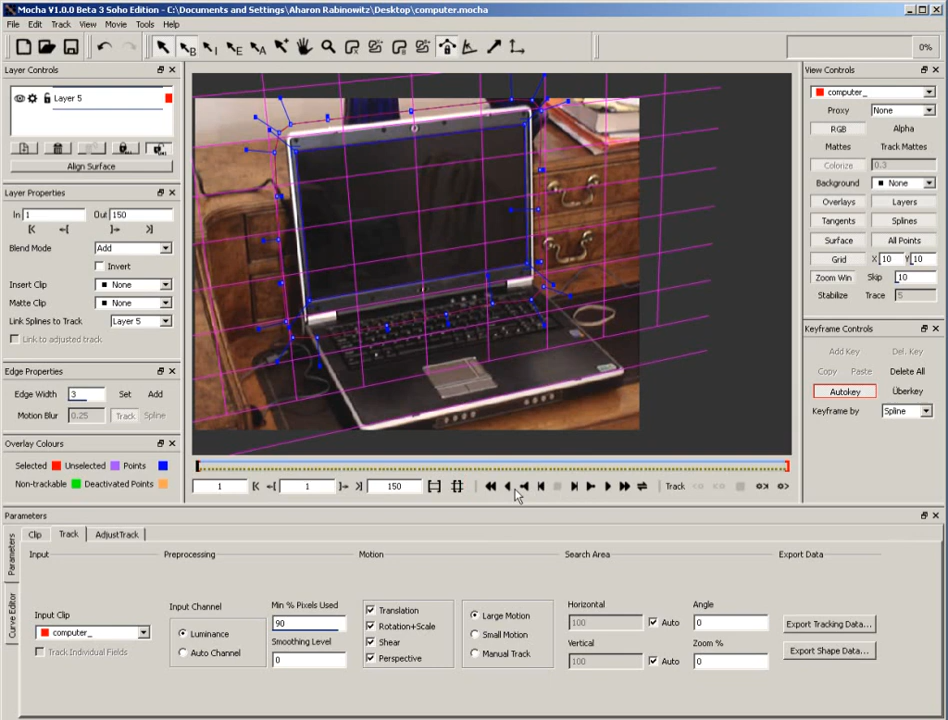 Mocha V1.0.0 Beta 3 Soho Edition - C:\Documents and Settings\Aharon Rabinowitz\Desktop\computer.mocha
File Edit Track View Movie Tools Help
B I E A
0%
Layer Controls
Layer 5
Align Surface
Layer Properties
In 1 Out 150
Blend Mode Add
Invert
Insert Clip None
Matte Clip None
Link Splines to Track Layer 5
Link to adjusted track
Edge Properties
Edge Width 3 Set Add
Motion Blur 0.25 Track Spline
Overlay Colours
Selected Unselected Points
Non-trackable Deactivated Points
View Controls
computer_
Proxy None
RGB Alpha
Mattes Track Mattes
Colorize 0.3
Background None
Overlays Layers
Tangents Splines
Surface All Points
Grid X 10 Y 10
Zoom Win Skip 10
Stabilize Trace 5
Keyframe Controls
Add Key Del. Key
Copy Paste Delete All
Autokey Überkey
Keyframe by Spline
1 1 150 Track
Parameters
Parameters
Curve Editor
Clip Track AdjustTrack
Input Preprocessing Motion Search Area Export Data
Input Clip
computer_
Track Individual Fields
Input Channel
Luminance
Auto Channel
Min % Pixels Used
90
Smoothing Level
0
Translation
Rotation+Scale
Shear
Perspective
Large Motion
Small Motion
Manual Track
Horizontal
100 Auto
Vertical
100 Auto
Angle
0
Zoom %
0
Export Tracking Data...
Export Shape Data...